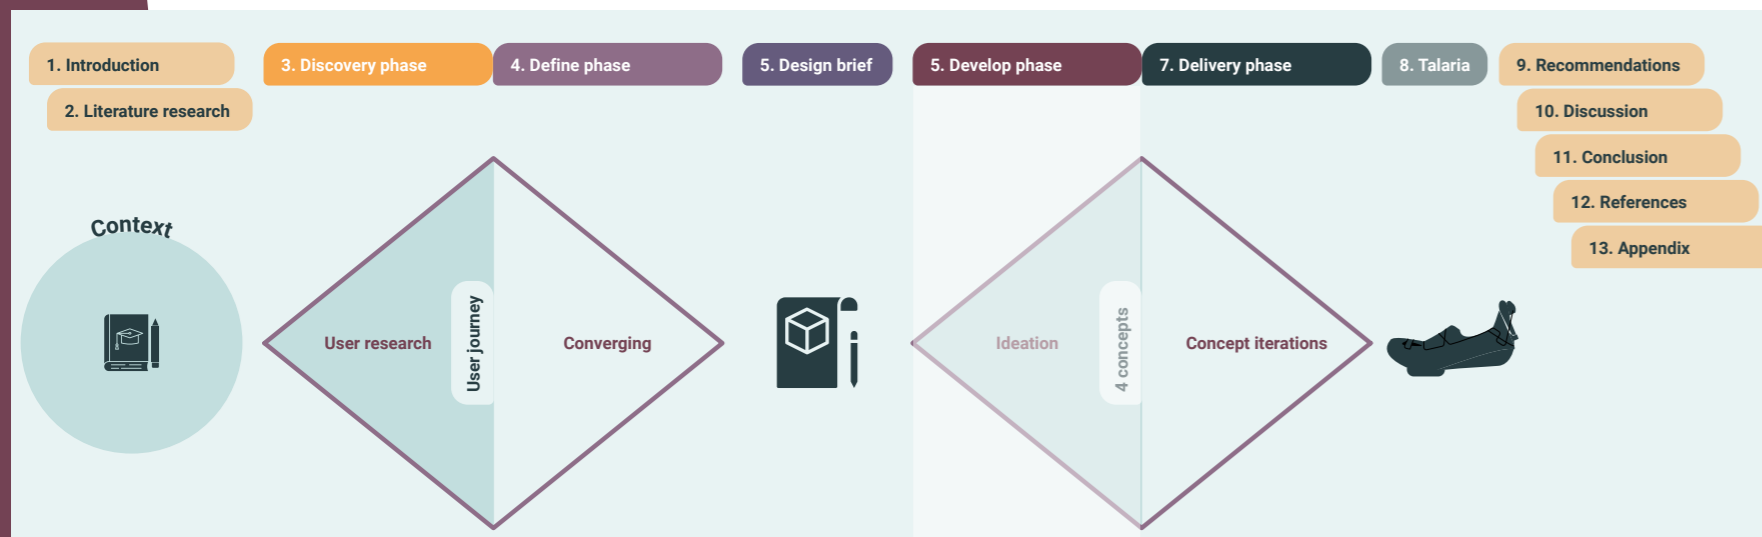 1. Introduction
2. Literature research
3. Discovery phase
4. Define phase
5. Design brief
5. Develop phase
7. Delivery phase
8. Talaria
9. Recommendations
10. Discussion
11. Conclusion
12. References
13. Appendix
Context
User research
User journey
Converging
Ideation
4 concepts
Concept iterations